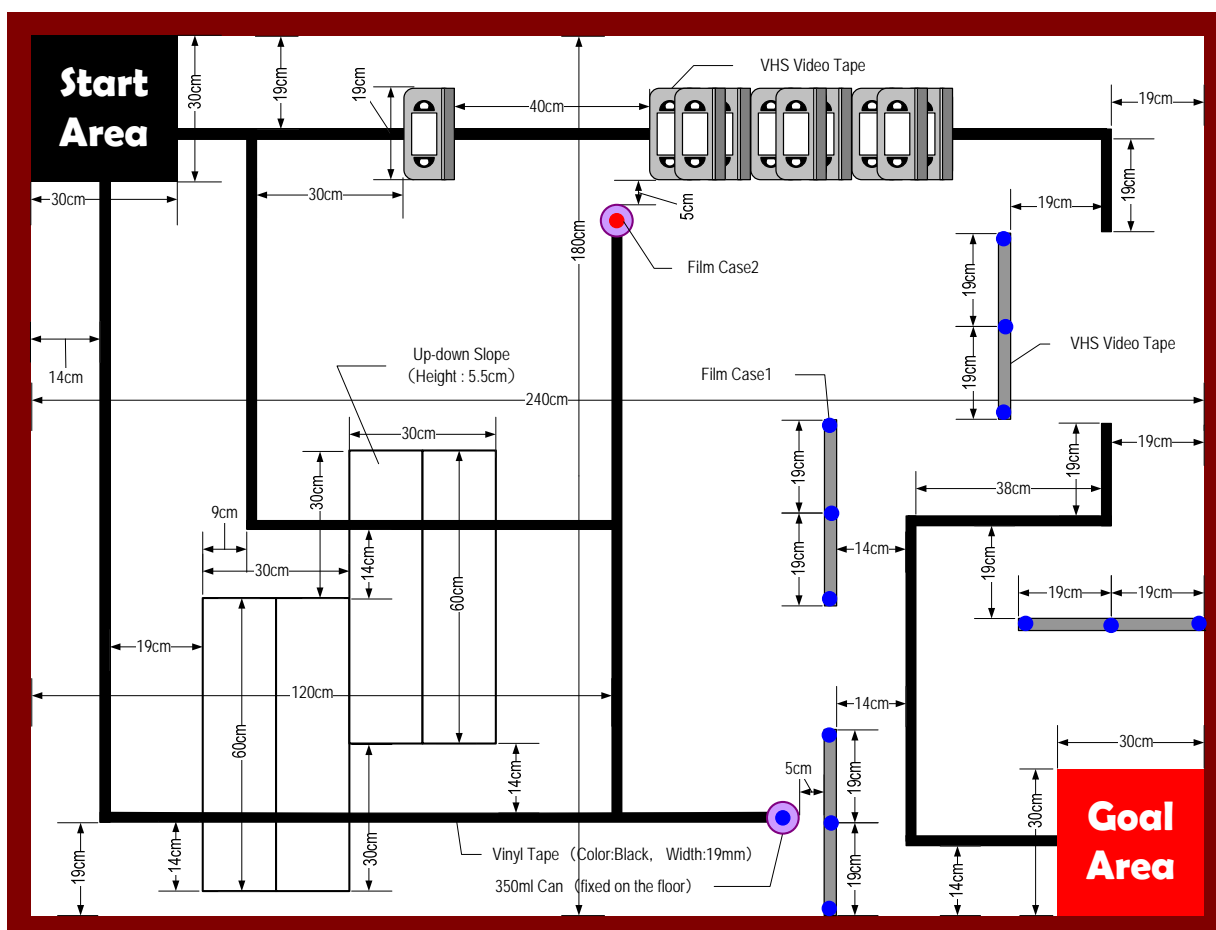 Start
Area
30cm
19cm
19cm
VHS Video Tape
40cm
19cm
30cm
30cm
5cm
19cm
19cm
180cm
Film Case2
19cm
14cm
Up-down Slope
（Height : 5.5cm）
Film Case1
19cm
VHS Video Tape
240cm
30cm
19cm
19cm
30cm
19cm
38cm
9cm
14cm
19cm
14cm
30cm
60cm
19cm
19cm
19cm
19cm
120cm
14cm
60cm
30cm
14cm
5cm
19cm
30cm
Goal
Area
19cm
14cm
30cm
Vinyl Tape （Color:Black, Width:19mm）
350ml Can （fixed on the floor）
19cm
14cm